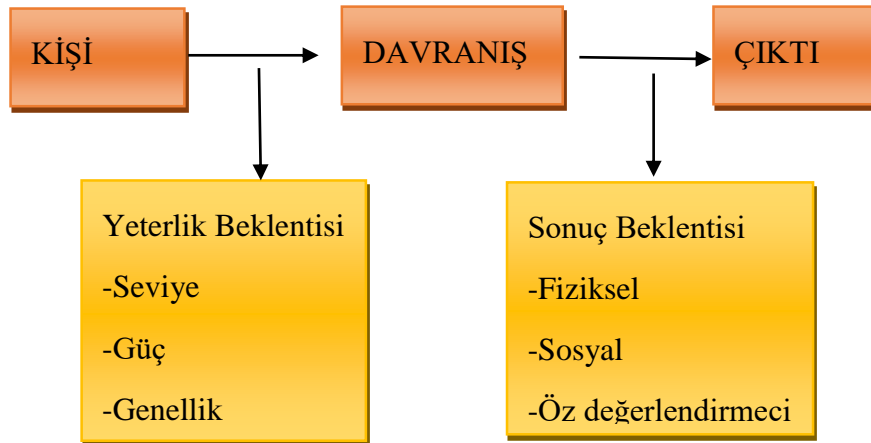 KİŞİ
DAVRANIŞ
ÇIKTI
Yeterlik Beklentisi
-Seviye
-Güç
-Genellik
Sonuç Beklentisi
-Fiziksel
-Sosyal
-Öz değerlendirmeci